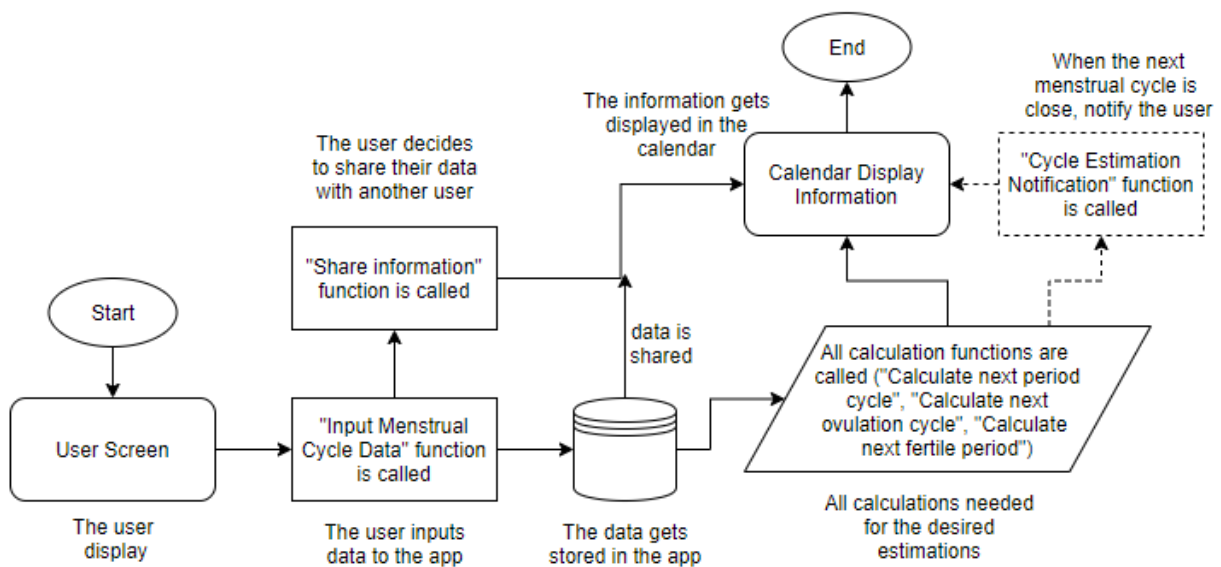 End
When the next
menstrual cycle is
close, notify the user
The information gets
displayed in the
calendar
The user decides
to share their data
with another user
Calendar Display
Information
"Cycle Estimation
Notification" function
is called
"Share information"
function is called
Start
data is
shared
All calculation functions are
called ("Calculate next period
cycle", "Calculate next
ovulation cycle", "Calculate
next fertile period")
User Screen
"Input Menstrual
Cycle Data" function
is called
The user
display
The user inputs
data to the app
The data gets
stored in the app
All calculations needed
for the desired
estimations